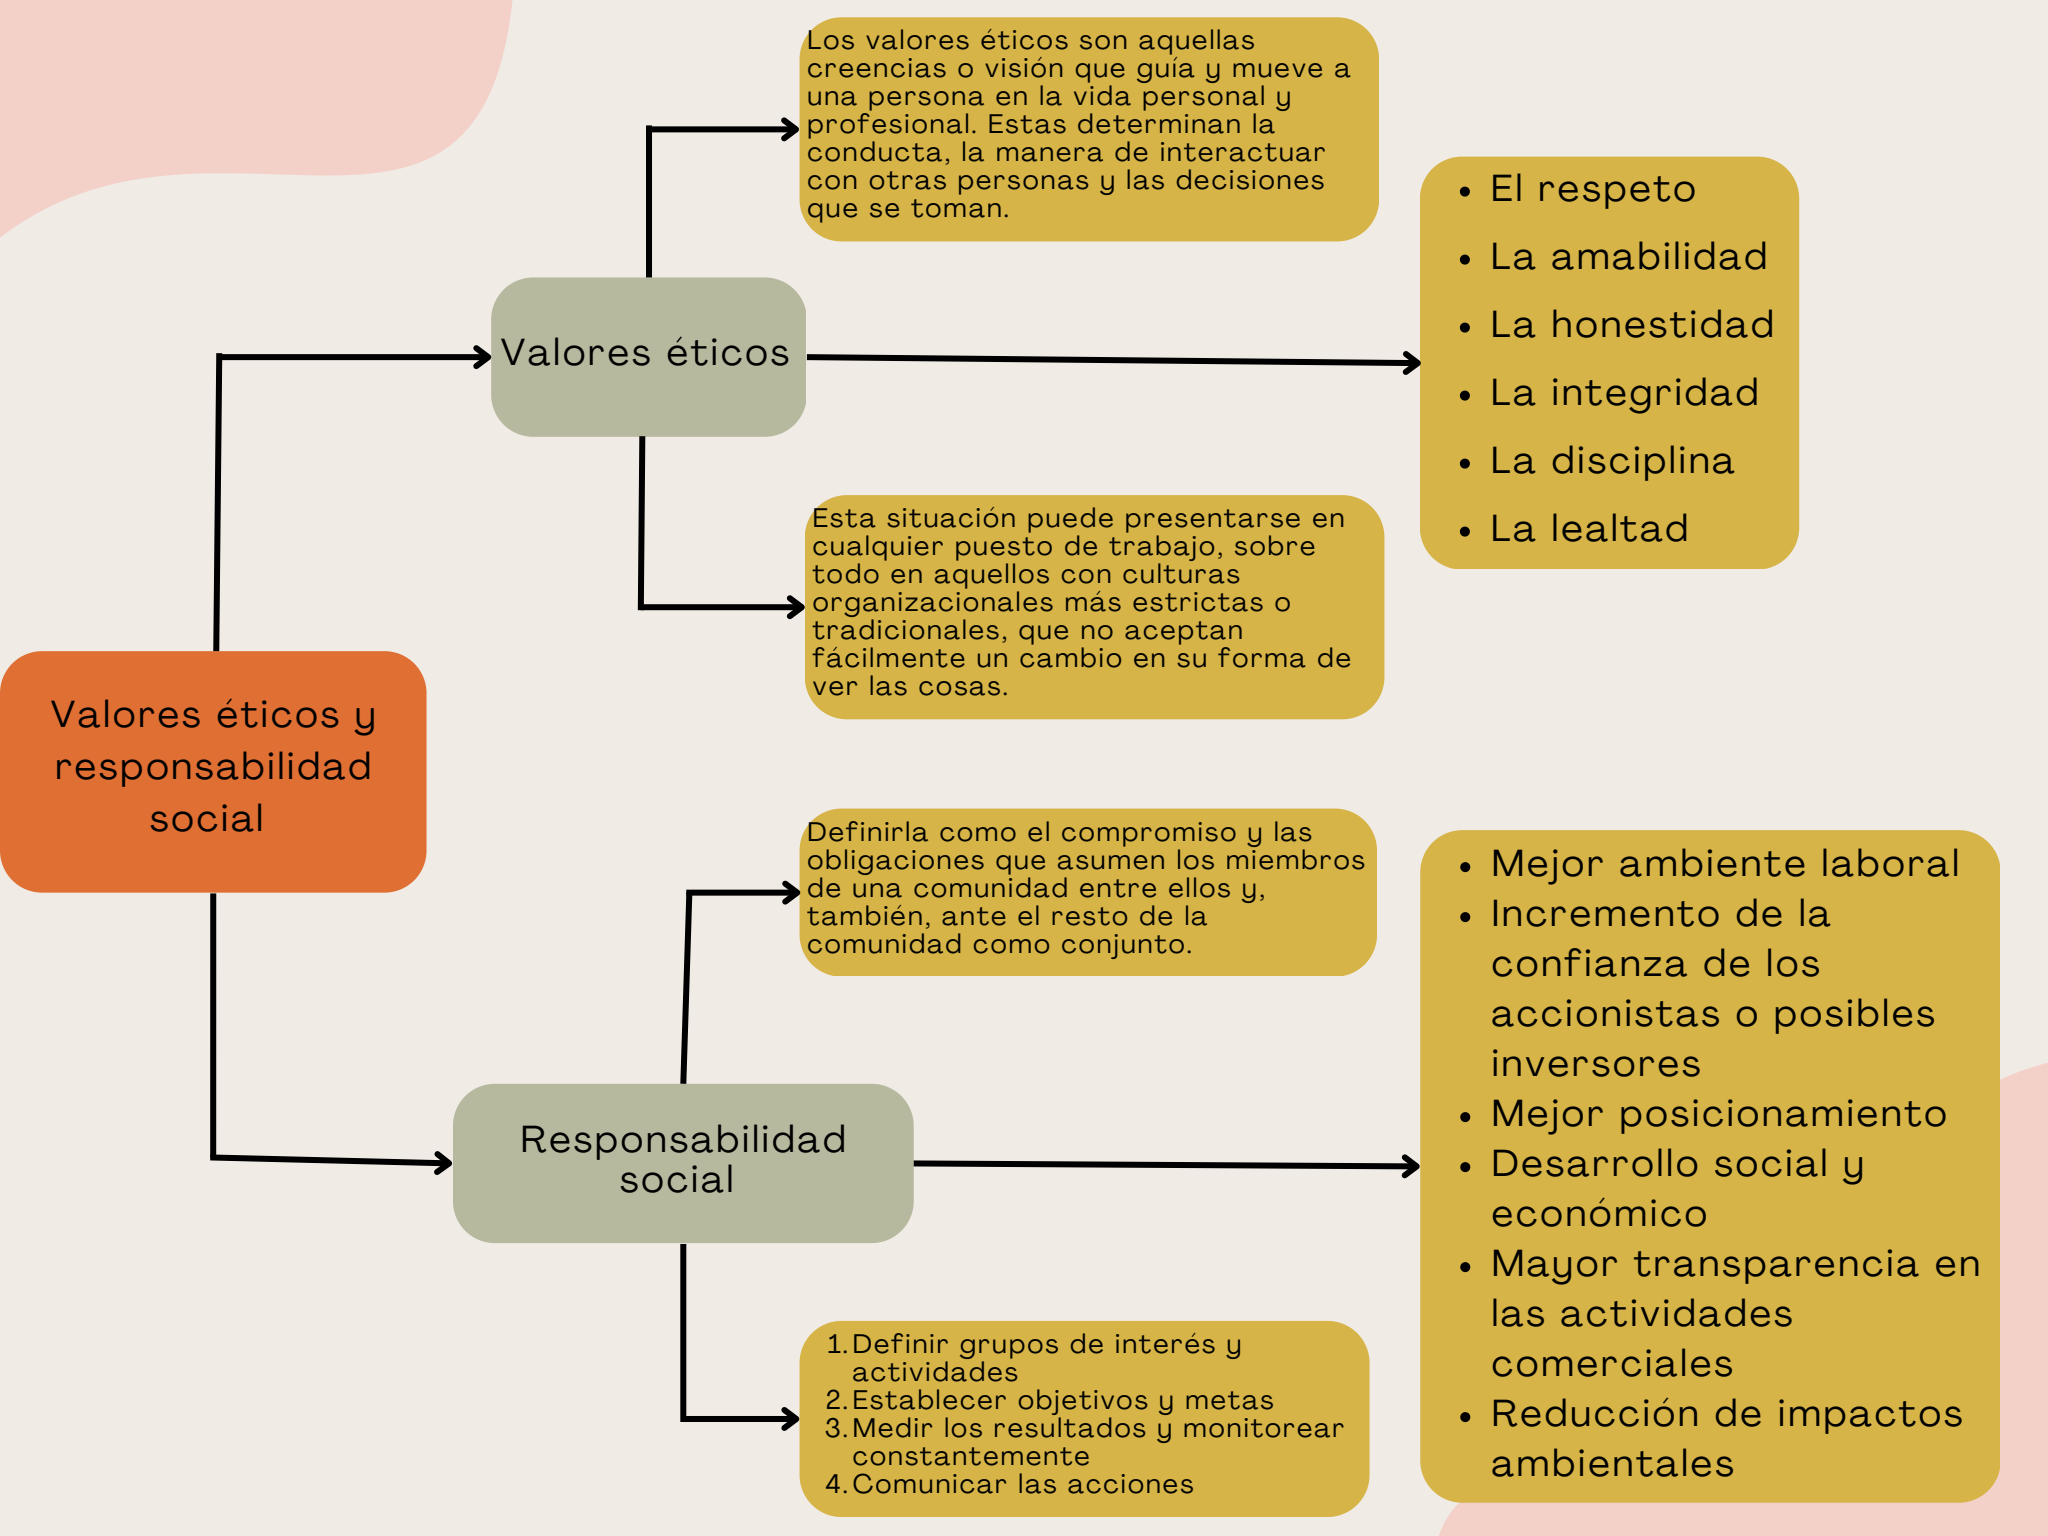 Valores éticos y
responsabilidad
social
Valores éticos
Los valores éticos son aquellas
creencias o visión que guía y mueve a
una persona en la vida personal y
profesional. Estas determinan la
conducta, la manera de interactuar
con otras personas y las decisiones
que se toman.
• El respeto
• La amabilidad
• La honestidad
• La integridad
• La disciplina
• La lealtad
Esta situación puede presentarse en
cualquier puesto de trabajo, sobre
todo en aquellos con culturas
organizacionales más estrictas o
tradicionales, que no aceptan
fácilmente un cambio en su forma de
ver las cosas.
Responsabilidad
social
Definirla como el compromiso y las
obligaciones que asumen los miembros
de una comunidad entre ellos y,
también, ante el resto de la
comunidad como conjunto.
• Mejor ambiente laboral
• Incremento de la
confianza de los
accionistas o posibles
inversores
• Mejor posicionamiento
• Desarrollo social y
económico
• Mayor transparencia en
las actividades
comerciales
• Reducción de impactos
ambientales
1. Definir grupos de interés y
actividades
2. Establecer objetivos y metas
3. Medir los resultados y monitorear
constantemente
4. Comunicar las acciones